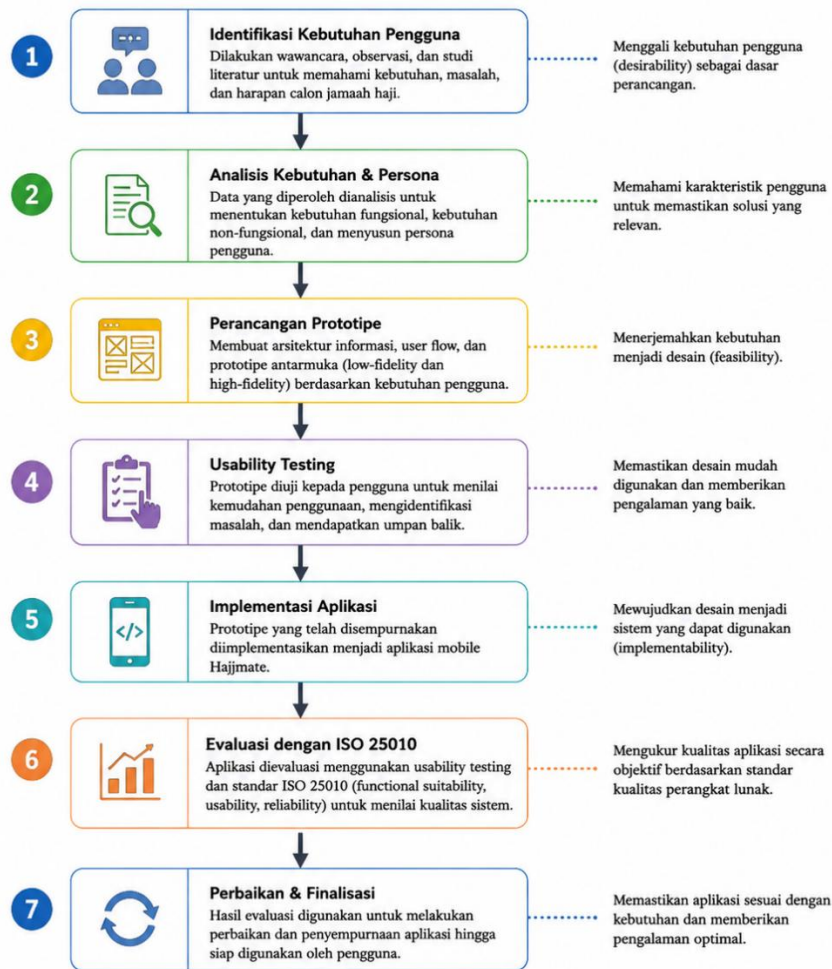 1
Identifikasi Kebutuhan Pengguna
Dilakukan wawancara, observasi, dan studi
literatur untuk memahami kebutuhan, masalah,
dan harapan calon jamaah haji.
Menggali kebutuhan pengguna
(desirability) sebagai dasar
perancangan.
2
Analisis Kebutuhan & Persona
Data yang diperoleh dianalisis untuk
menentukan kebutuhan fungsional, kebutuhan
non-fungsional, dan menyusun persona
pengguna.
Memahami karakteristik pengguna
untuk memastikan solusi yang
relevan.
3
Perancangan Prototipe
Membuat arsitektur informasi, user flow, dan
prototipe antarmuka (low-fidelity dan
high-fidelity) berdasarkan kebutuhan pengguna.
Menerjemahkan kebutuhan
menjadi desain (feasibility).
4
Usability Testing
Prototipe diuji kepada pengguna untuk menilai
kemudahan penggunaan, mengidentifikasi
masalah, dan mendapatkan umpan balik.
Memastikan desain mudah
digunakan dan memberikan
pengalaman yang baik.
5
</>
Implementasi Aplikasi
Prototipe yang telah disempurnakan
diimplementasikan menjadi aplikasi mobile
Hajjmate.
Mewujudkan desain menjadi
sistem yang dapat digunakan
(implementability).
6
Evaluasi dengan ISO 25010
Aplikasi dievaluasi menggunakan usability testing
dan standar ISO 25010 (functional suitability,
usability, reliability) untuk menilai kualitas sistem.
Mengukur kualitas aplikasi secara
objektif berdasarkan standar
kualitas perangkat lunak.
7
Perbaikan & Finalisasi
Hasil evaluasi digunakan untuk melakukan
perbaikan dan penyempurnaan aplikasi hingga
siap digunakan oleh pengguna.
Memastikan aplikasi sesuai dengan
kebutuhan dan memberikan
pengalaman optimal.